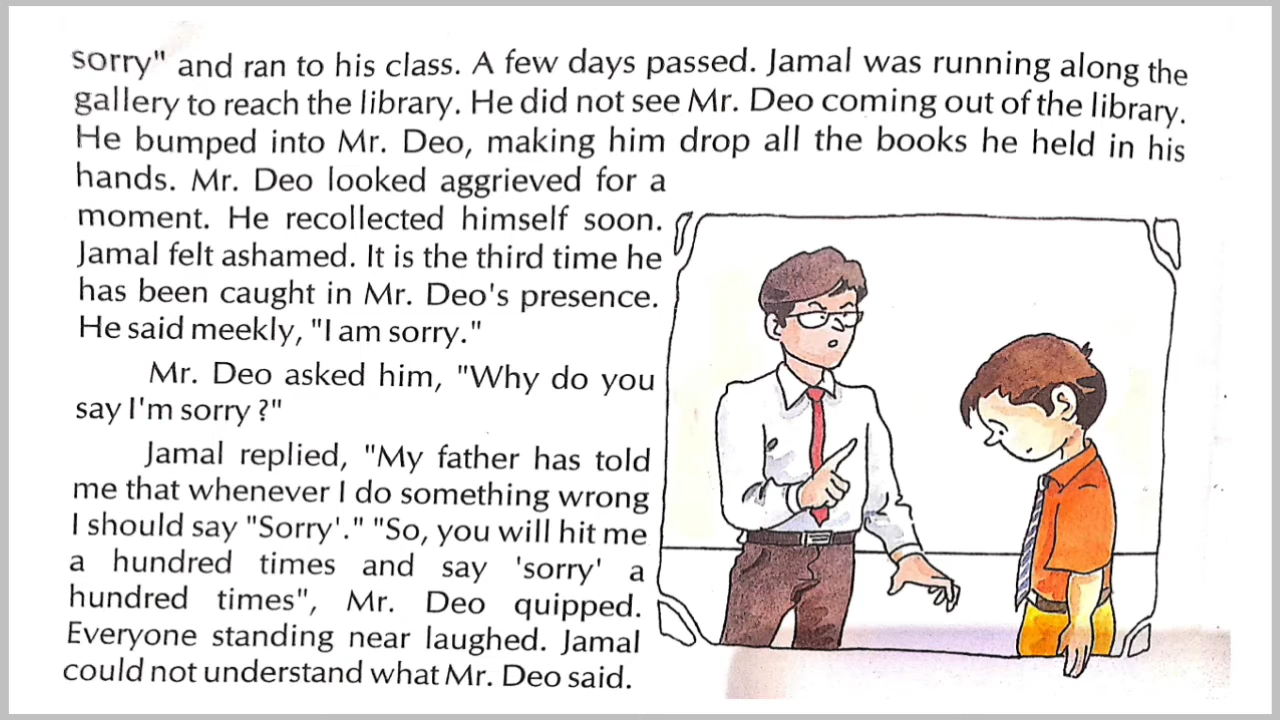 sorry" and ran to his class. A few days passed. Jamal was running along the
gallery to reach the library. He did not see Mr. Deo coming out of the library.
He bumped into Mr. Deo, making him drop all the books he held in his
hands. Mr. Deo looked aggrieved for a
moment. He recollected himself soon.
Jamal felt ashamed. It is the third time he
has been caught in Mr. Deo's presence.
He said meekly, "I am sorry."
Mr. Deo asked him, "Why do you
say I'm sorry ?"
Jamal replied, "My father has told
me that whenever I do something wrong
I should say "Sorry'." "So, you will hit me
a hundred times and say 'sorry' a
hundred times", Mr. Deo quipped.
Everyone standing near laughed. Jamal
could not understand what Mr. Deo said.